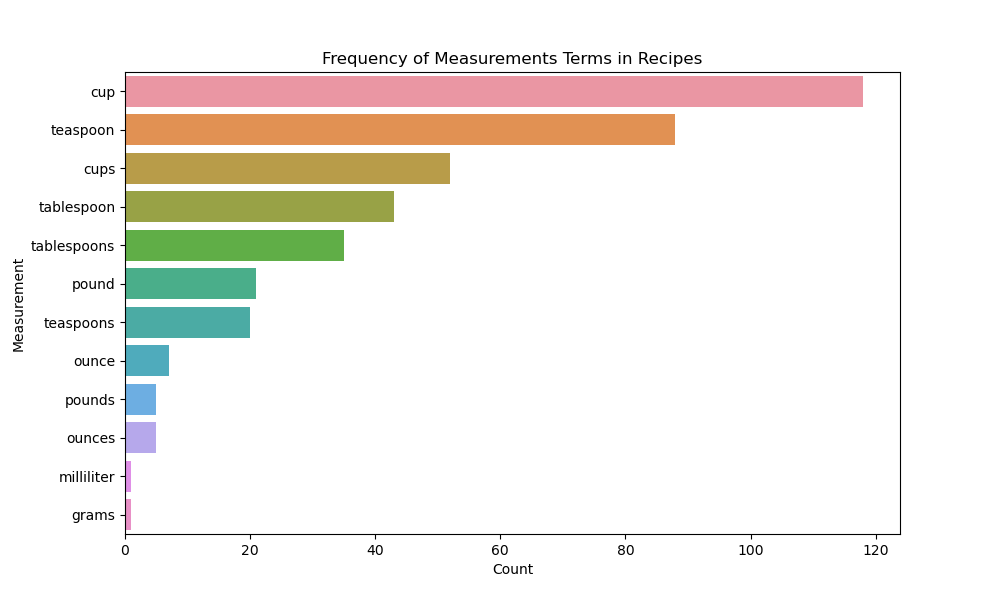 Frequency of Measurements Terms in Recipes
cup
teaspoon
cups
tablespoon
tablespoons
pound
teaspoons
ounce
pounds
ounces
milliliter
grams
Measurement
0 20 40 60 80 100 120
Count